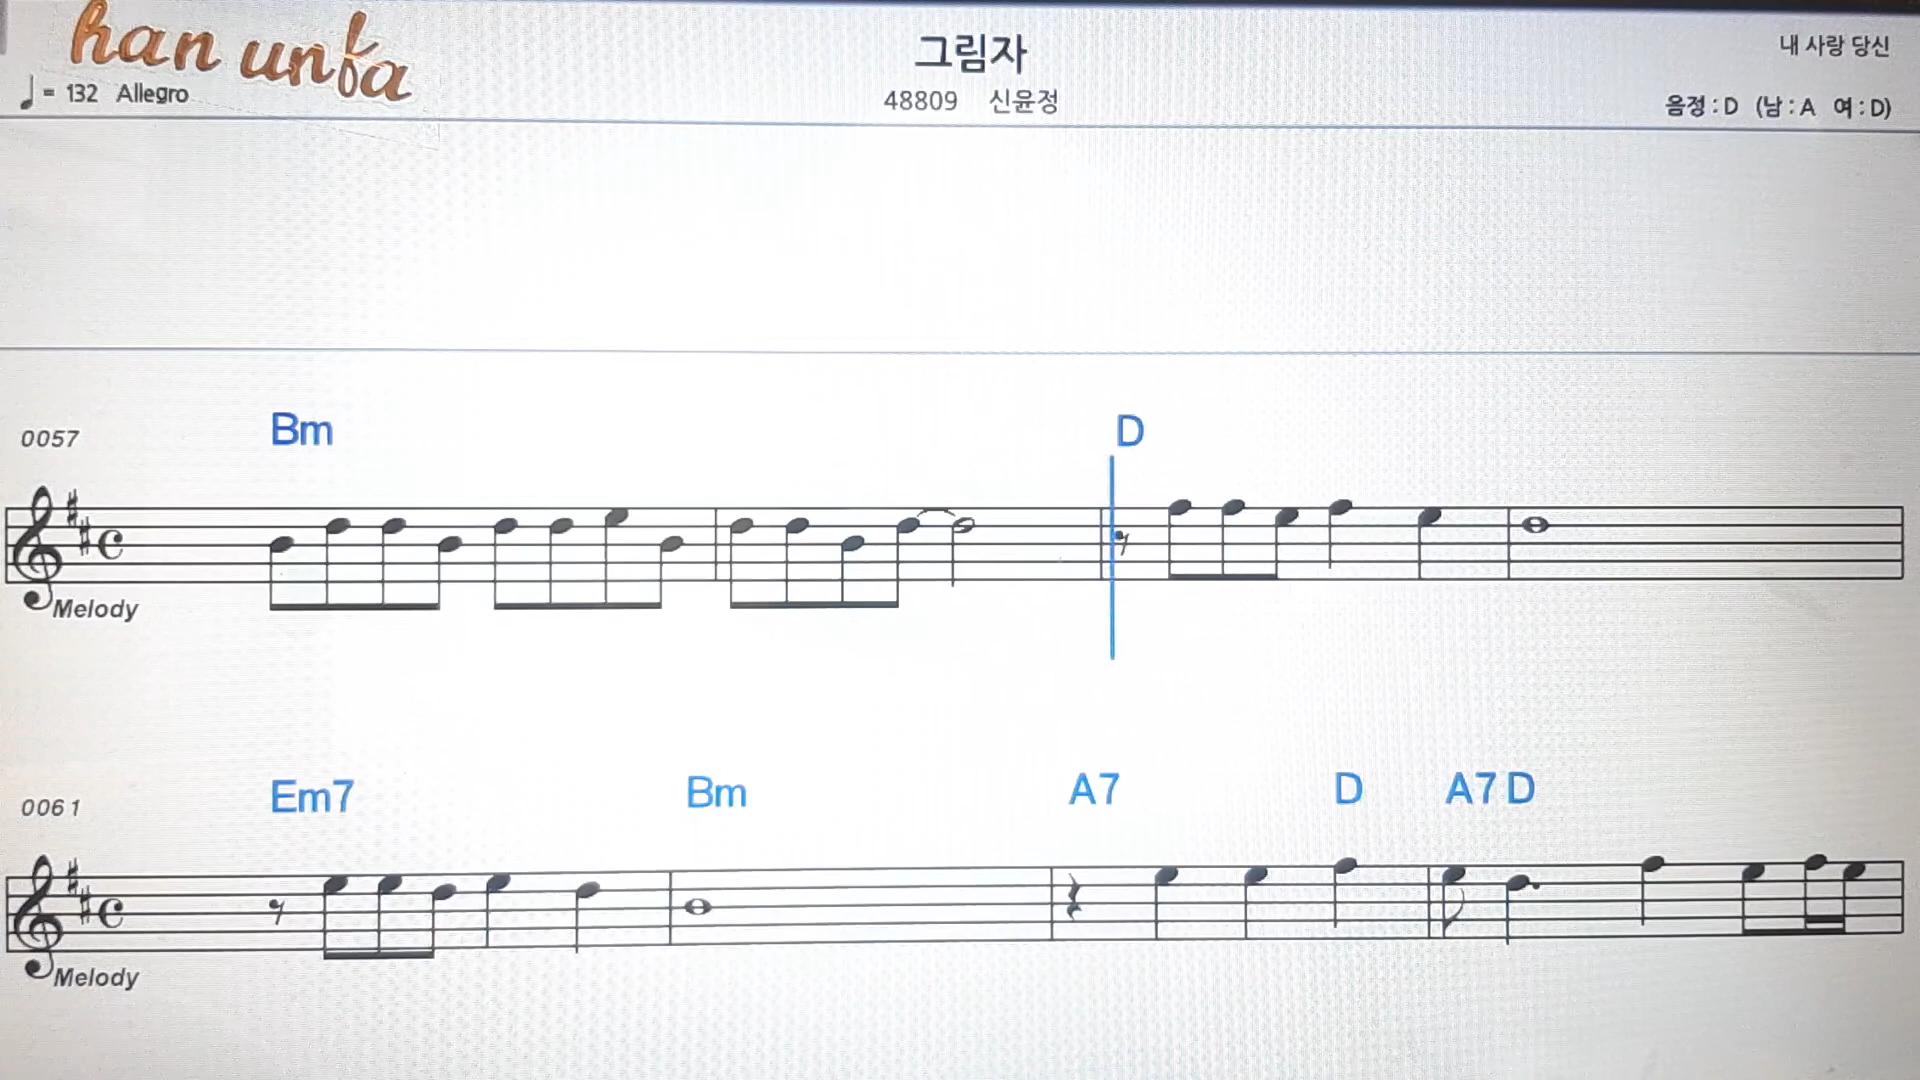 han unfa
그림자
내 사랑 당신
♩ = 132 Allegro
48809 신윤정
음정 : D (남 : A 여 : D)
0057 Bm D
Melody
0061 Em7 Bm A7 D A7 D
Melody